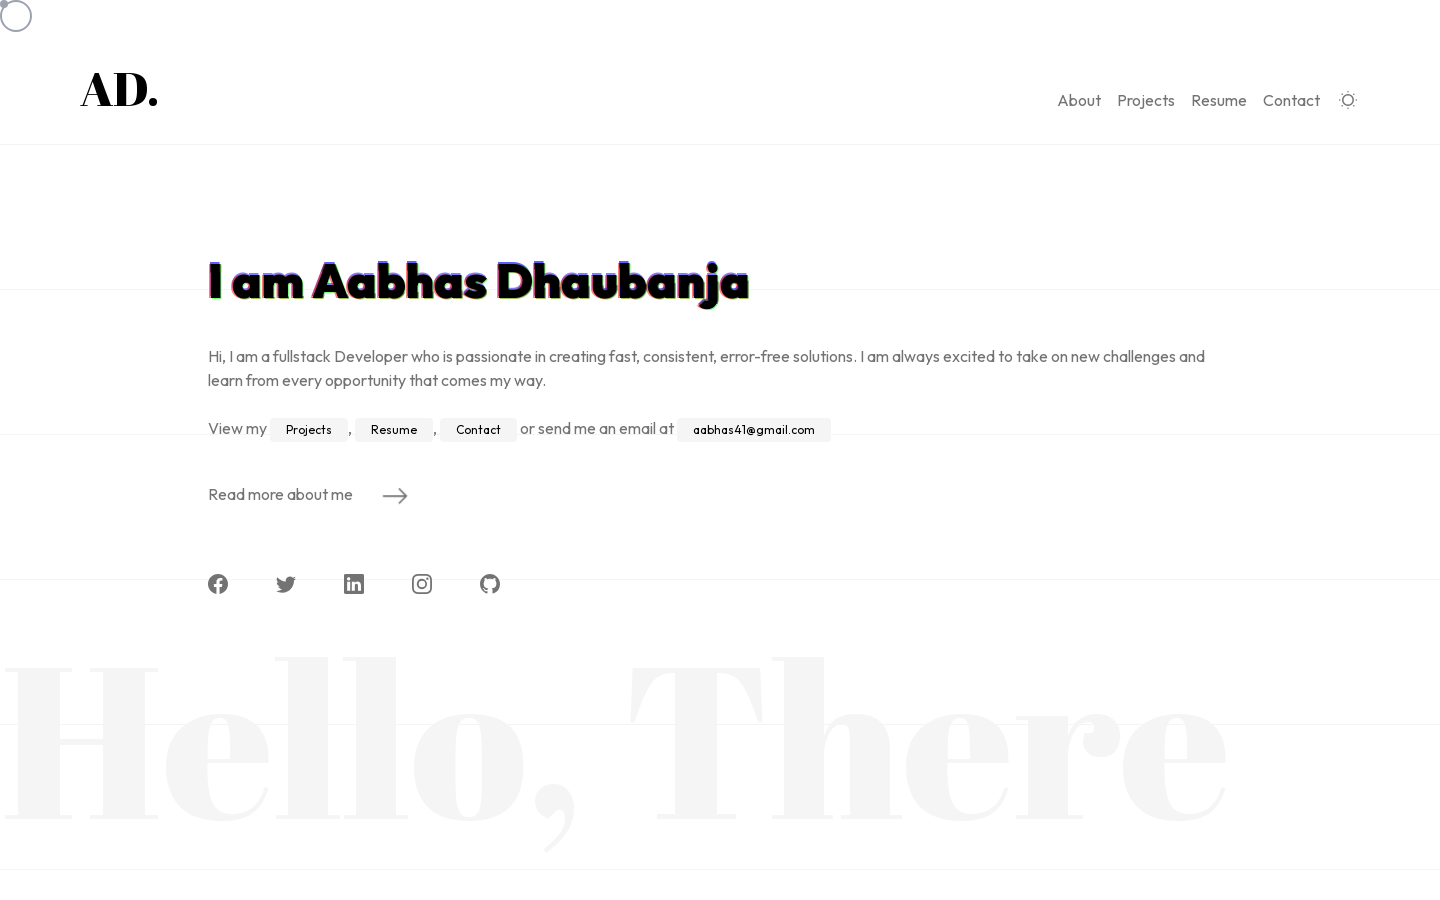 AD.
About Projects Resume Contact
I am Aabhas Dhaubanja
Hi, I am a fullstack Developer who is passionate in creating fast, consistent, error-free solutions. I am always excited to take on new challenges and
learn from every opportunity that comes my way.
View my Projects, Resume, Contact or send me an email at aabhas41@gmail.com
Read more about me
Hello, There